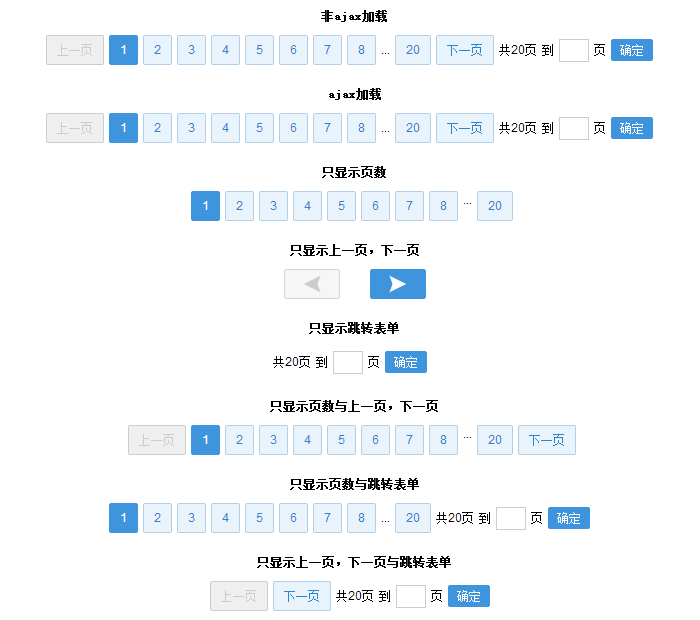 非ajax加载
上一页 1 2 3 4 5 6 7 8 ... 20 下一页 共20页 到 页 确定
ajax加载
上一页 1 2 3 4 5 6 7 8 ... 20 下一页 共20页 到 页 确定
只显示页数
1 2 3 4 5 6 7 8 ... 20
只显示上一页，下一页
只显示跳转表单
共20页 到 页 确定
只显示页数与上一页，下一页
上一页 1 2 3 4 5 6 7 8 ... 20 下一页
只显示页数与跳转表单
1 2 3 4 5 6 7 8 ... 20 共20页 到 页 确定
只显示上一页，下一页与跳转表单
上一页 下一页 共20页 到 页 确定